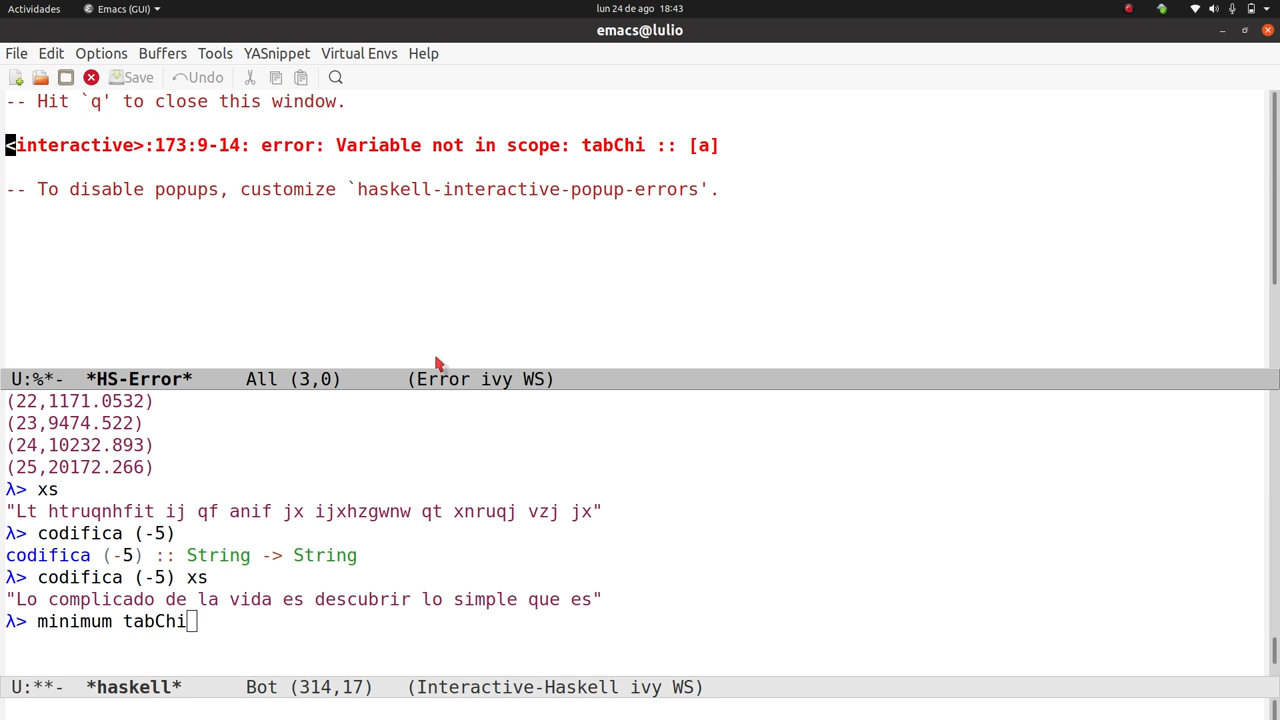 Actividades Emacs (GUI) lun 24 de ago 18:43
emacs@lulio
File Edit Options Buffers Tools YASnippet Virtual Envs Help
Save Undo
-- Hit `q' to close this window.
<interactive>:173:9-14: error: Variable not in scope: tabChi :: [a]
-- To disable popups, customize `haskell-interactive-popup-errors'.
U:%*- *HS-Error* All (3,0) (Error ivy WS)
(22,1171.0532)
(23,9474.522)
(24,10232.893)
(25,20172.266)
λ> xs
"Lt htruqnhfit ij qf anif jx ijxhzgwnw qt xnruqj vzj jx"
λ> codifica (-5)
codifica (-5) :: String -> String
λ> codifica (-5) xs
"Lo complicado de la vida es descubrir lo simple que es"
λ> minimum tabChi
U:**- *haskell* Bot (314,17) (Interactive-Haskell ivy WS)